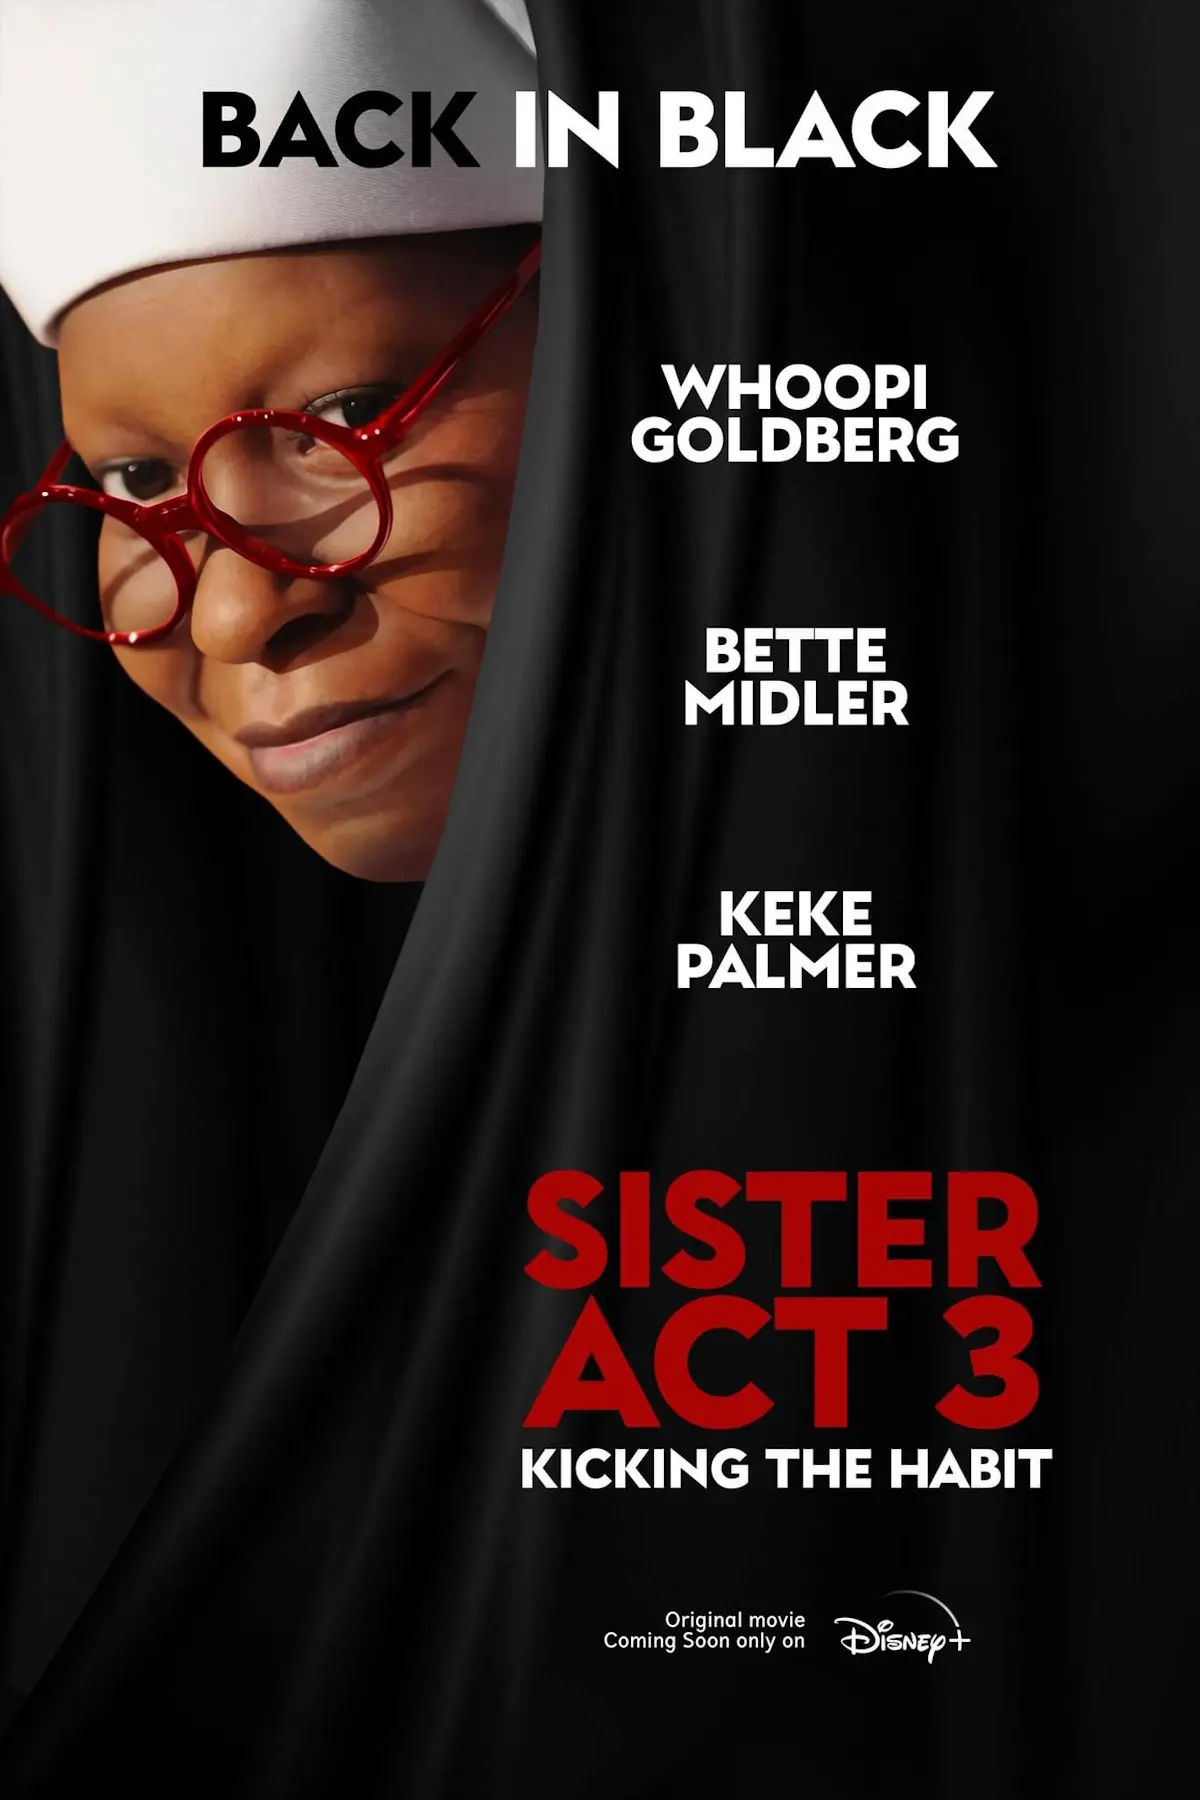 BACK IN BLACK
WHOOPI
GOLDBERG
BETTE
MIDLER
KEKE
PALMER
SISTER
ACT 3
KICKING THE HABIT
Original movie
Coming Soon only on
Disney+